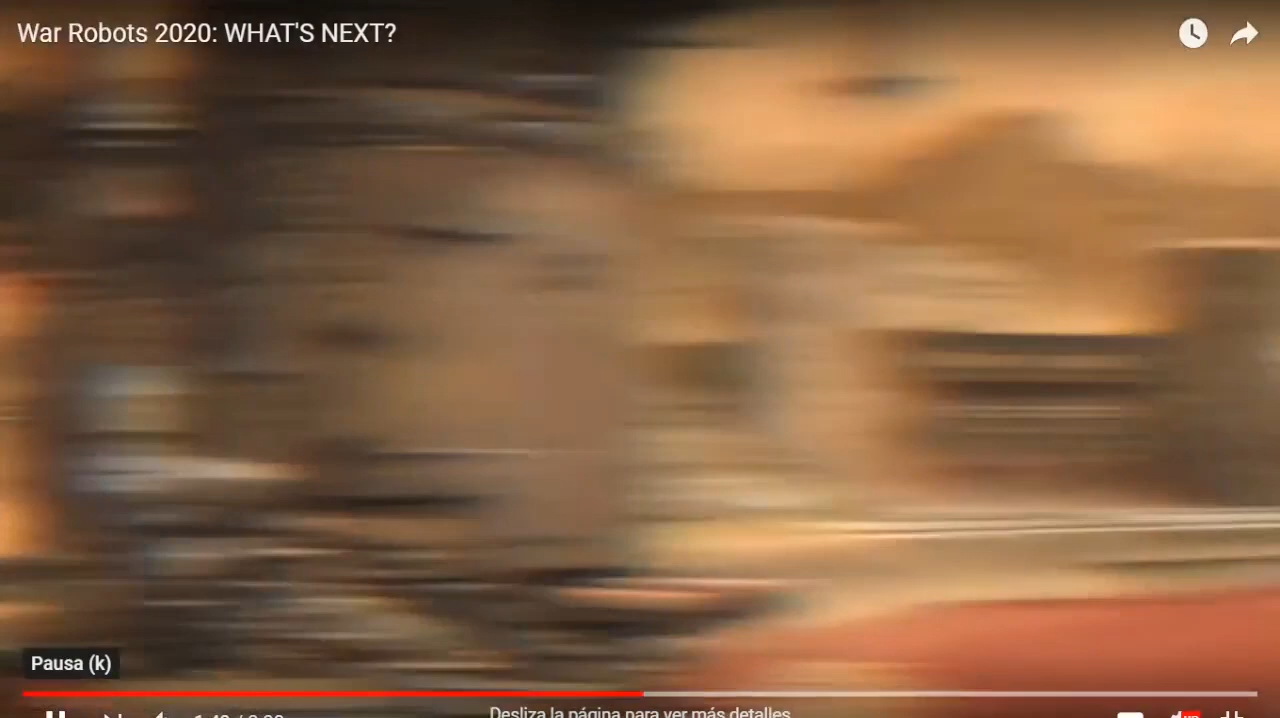 War Robots 2020: WHAT'S NEXT?
Pausa (k)
Desliza la página para ver más detalles